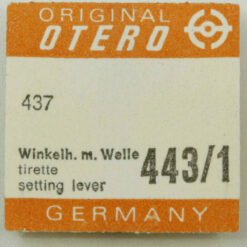 ORIGINAL
OTERO
437
Winkelh. m. Welle
tirette
setting lever
443/1
GERMANY